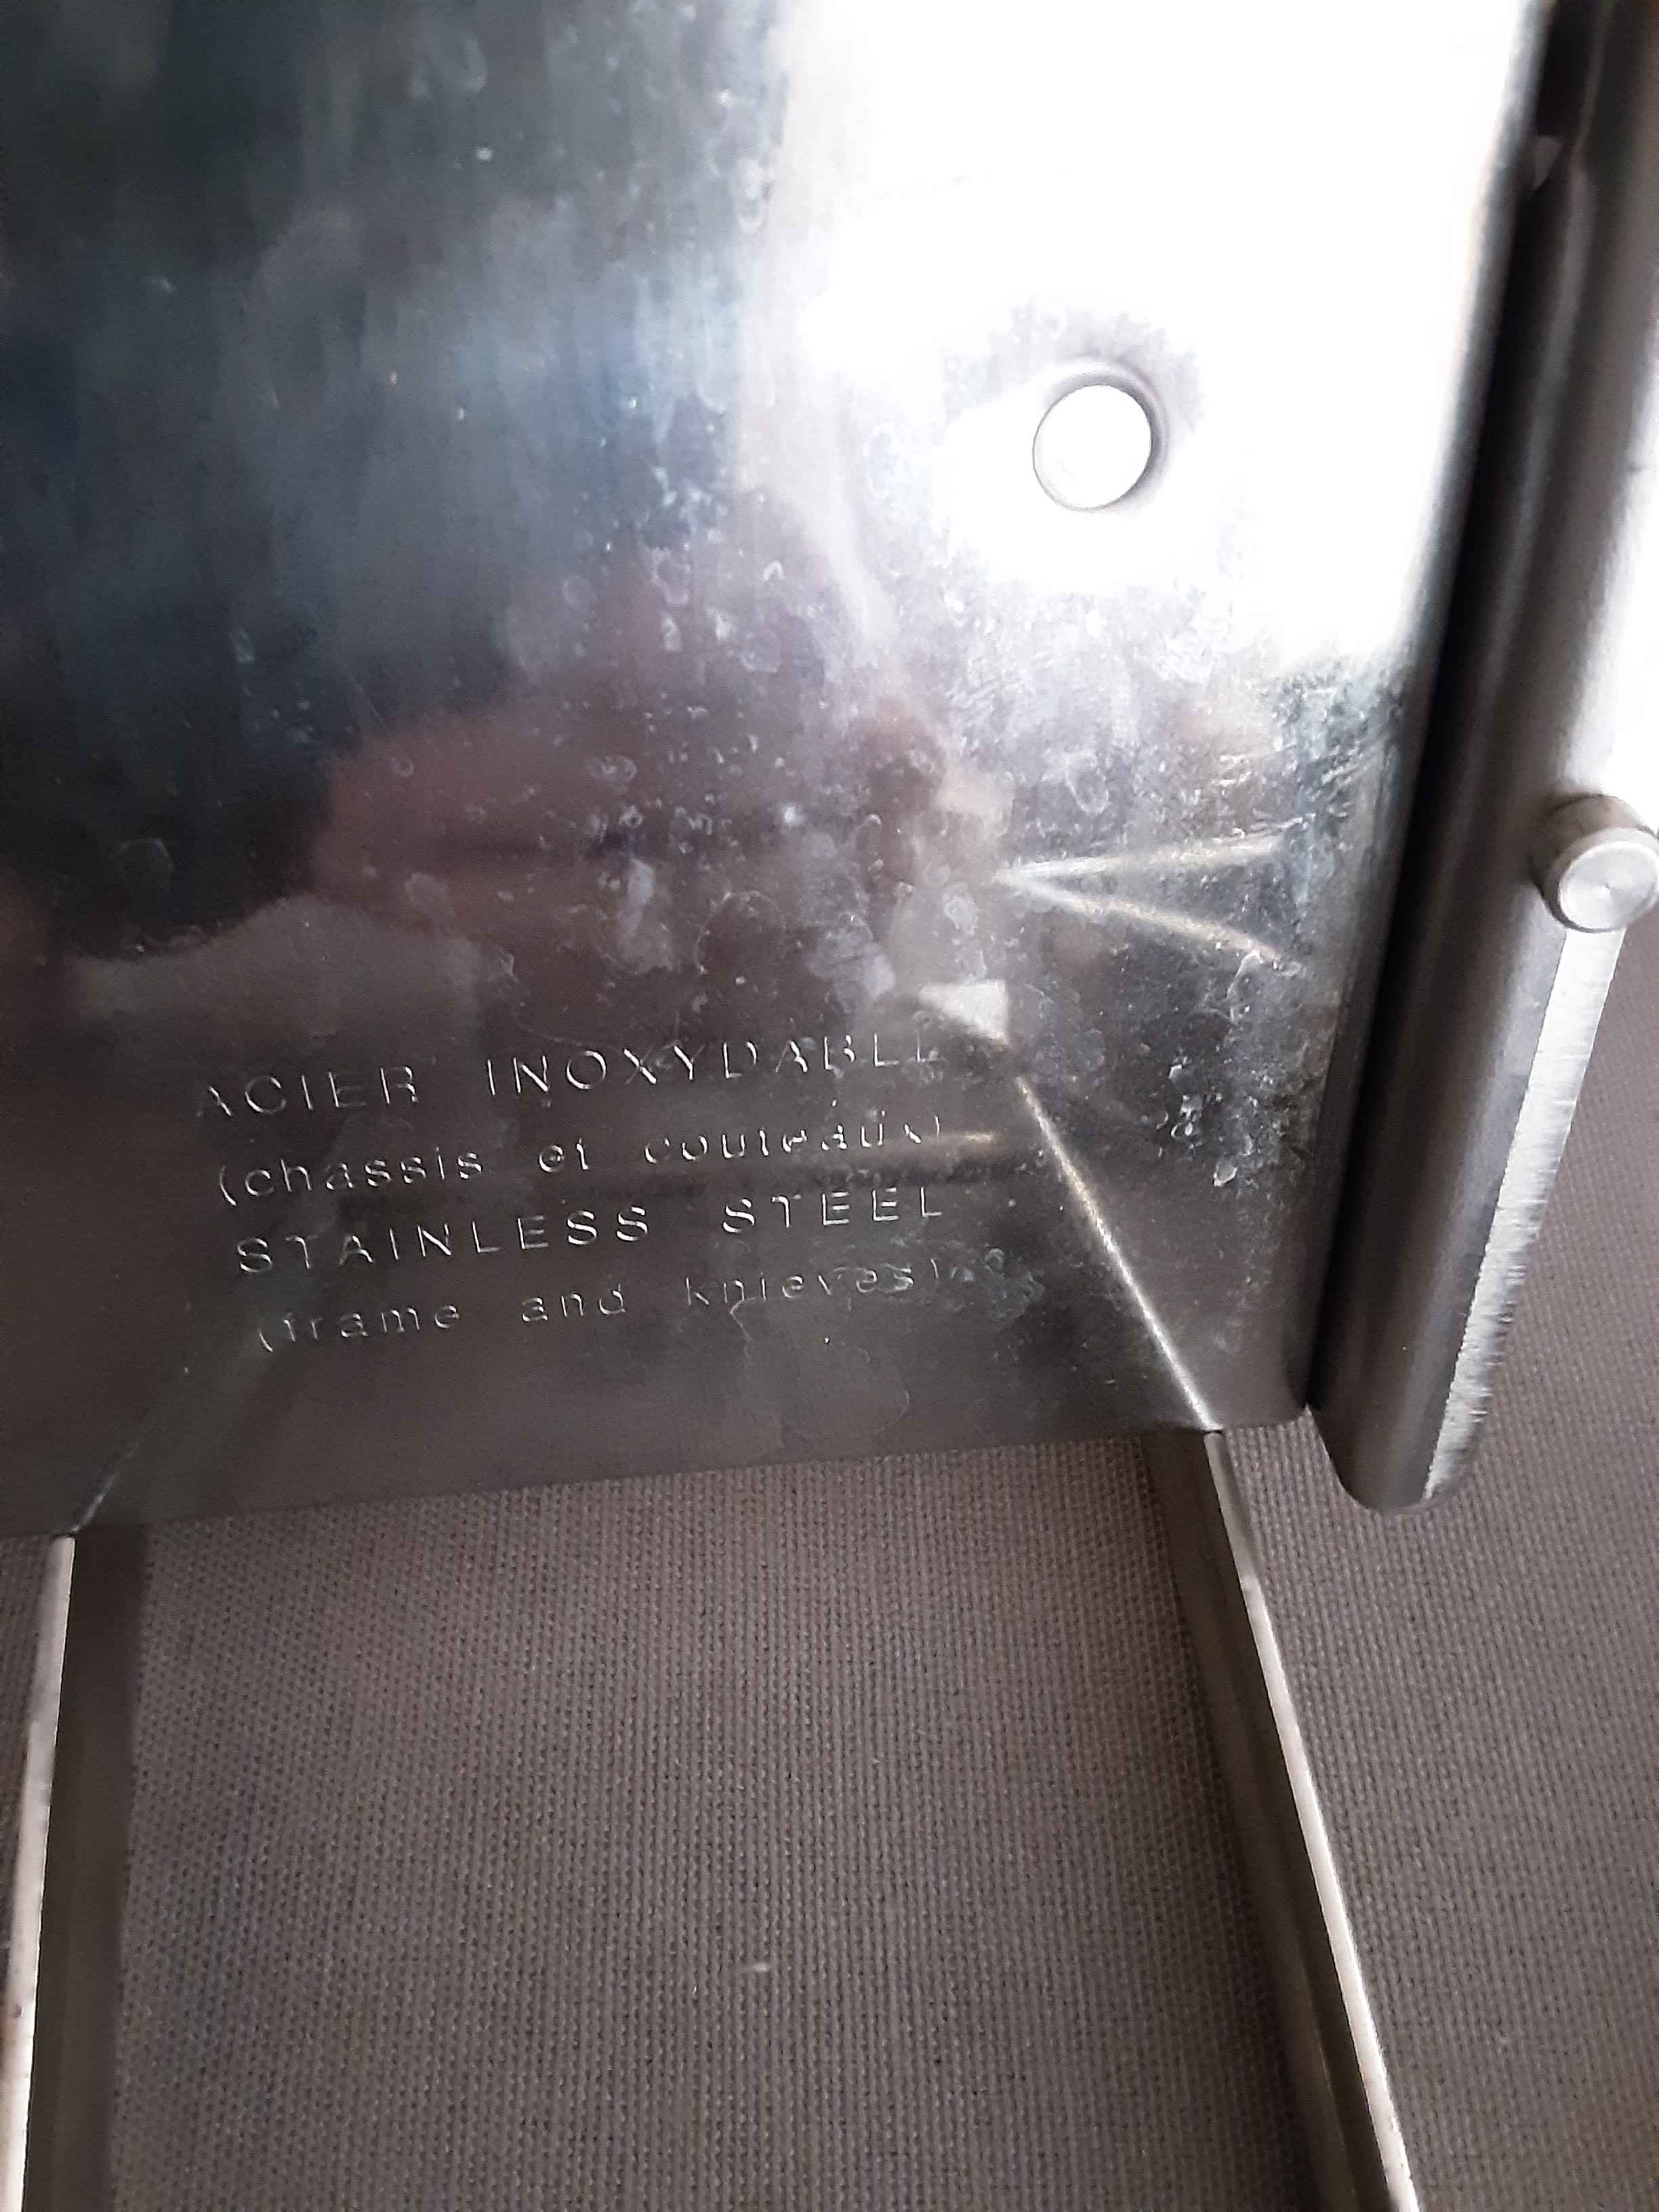 ACIER INOXYDABLE
(chassis et couteaux)
STAINLESS STEEL
(frame and knieves)